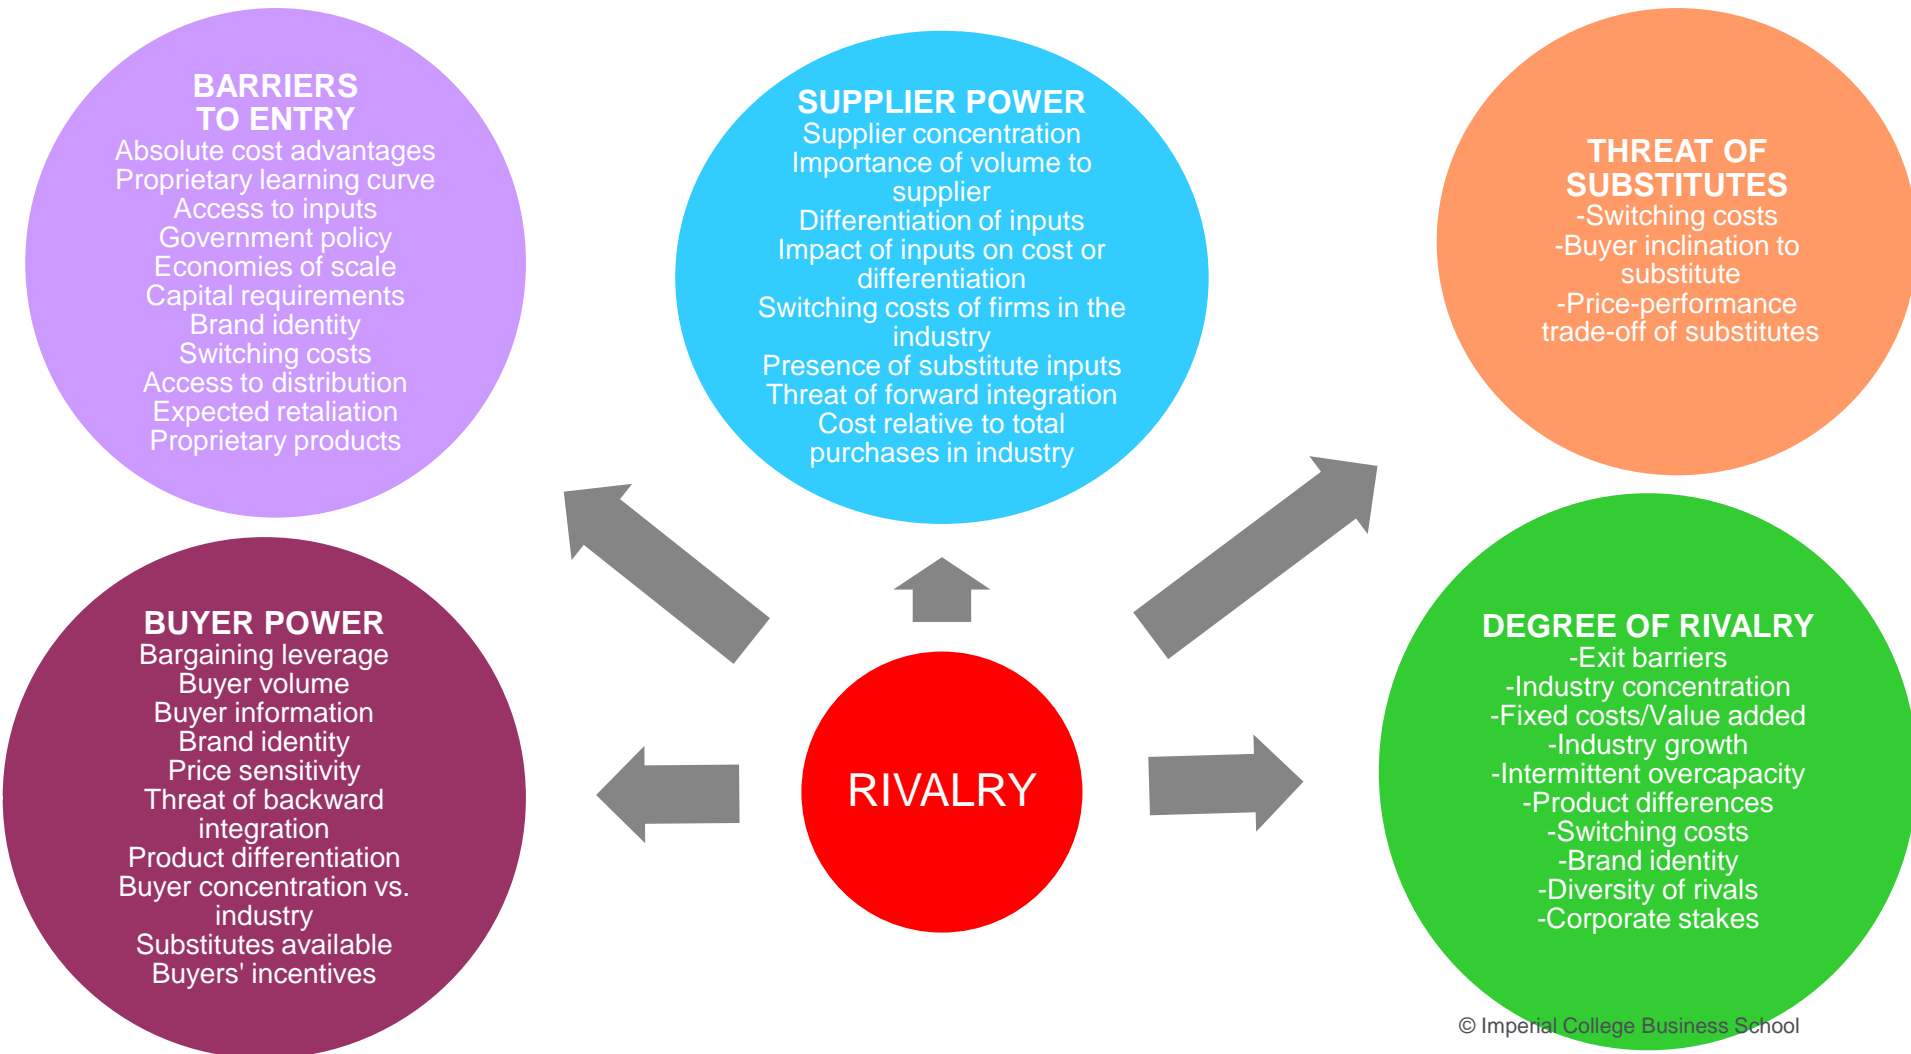 BARRIERS
TO ENTRY
Absolute cost advantages
Proprietary learning curve
Access to inputs
Government policy
Economies of scale
Capital requirements
Brand identity
Switching costs
Access to distribution
Expected retaliation
Proprietary products
SUPPLIER POWER
Supplier concentration
Importance of volume to
supplier
Differentiation of inputs
Impact of inputs on cost or
differentiation
Switching costs of firms in the
industry
Presence of substitute inputs
Threat of forward integration
Cost relative to total
purchases in industry
THREAT OF
SUBSTITUTES
-Switching costs
-Buyer inclination to
substitute
-Price-performance
trade-off of substitutes
BUYER POWER
Bargaining leverage
Buyer volume
Buyer information
Brand identity
Price sensitivity
Threat of backward
integration
Product differentiation
Buyer concentration vs.
industry
Substitutes available
Buyers' incentives
RIVALRY
DEGREE OF RIVALRY
-Exit barriers
-Industry concentration
-Fixed costs/Value added
-Industry growth
-Intermittent overcapacity
-Product differences
-Switching costs
-Brand identity
-Diversity of rivals
-Corporate stakes
© Imperial College Business School